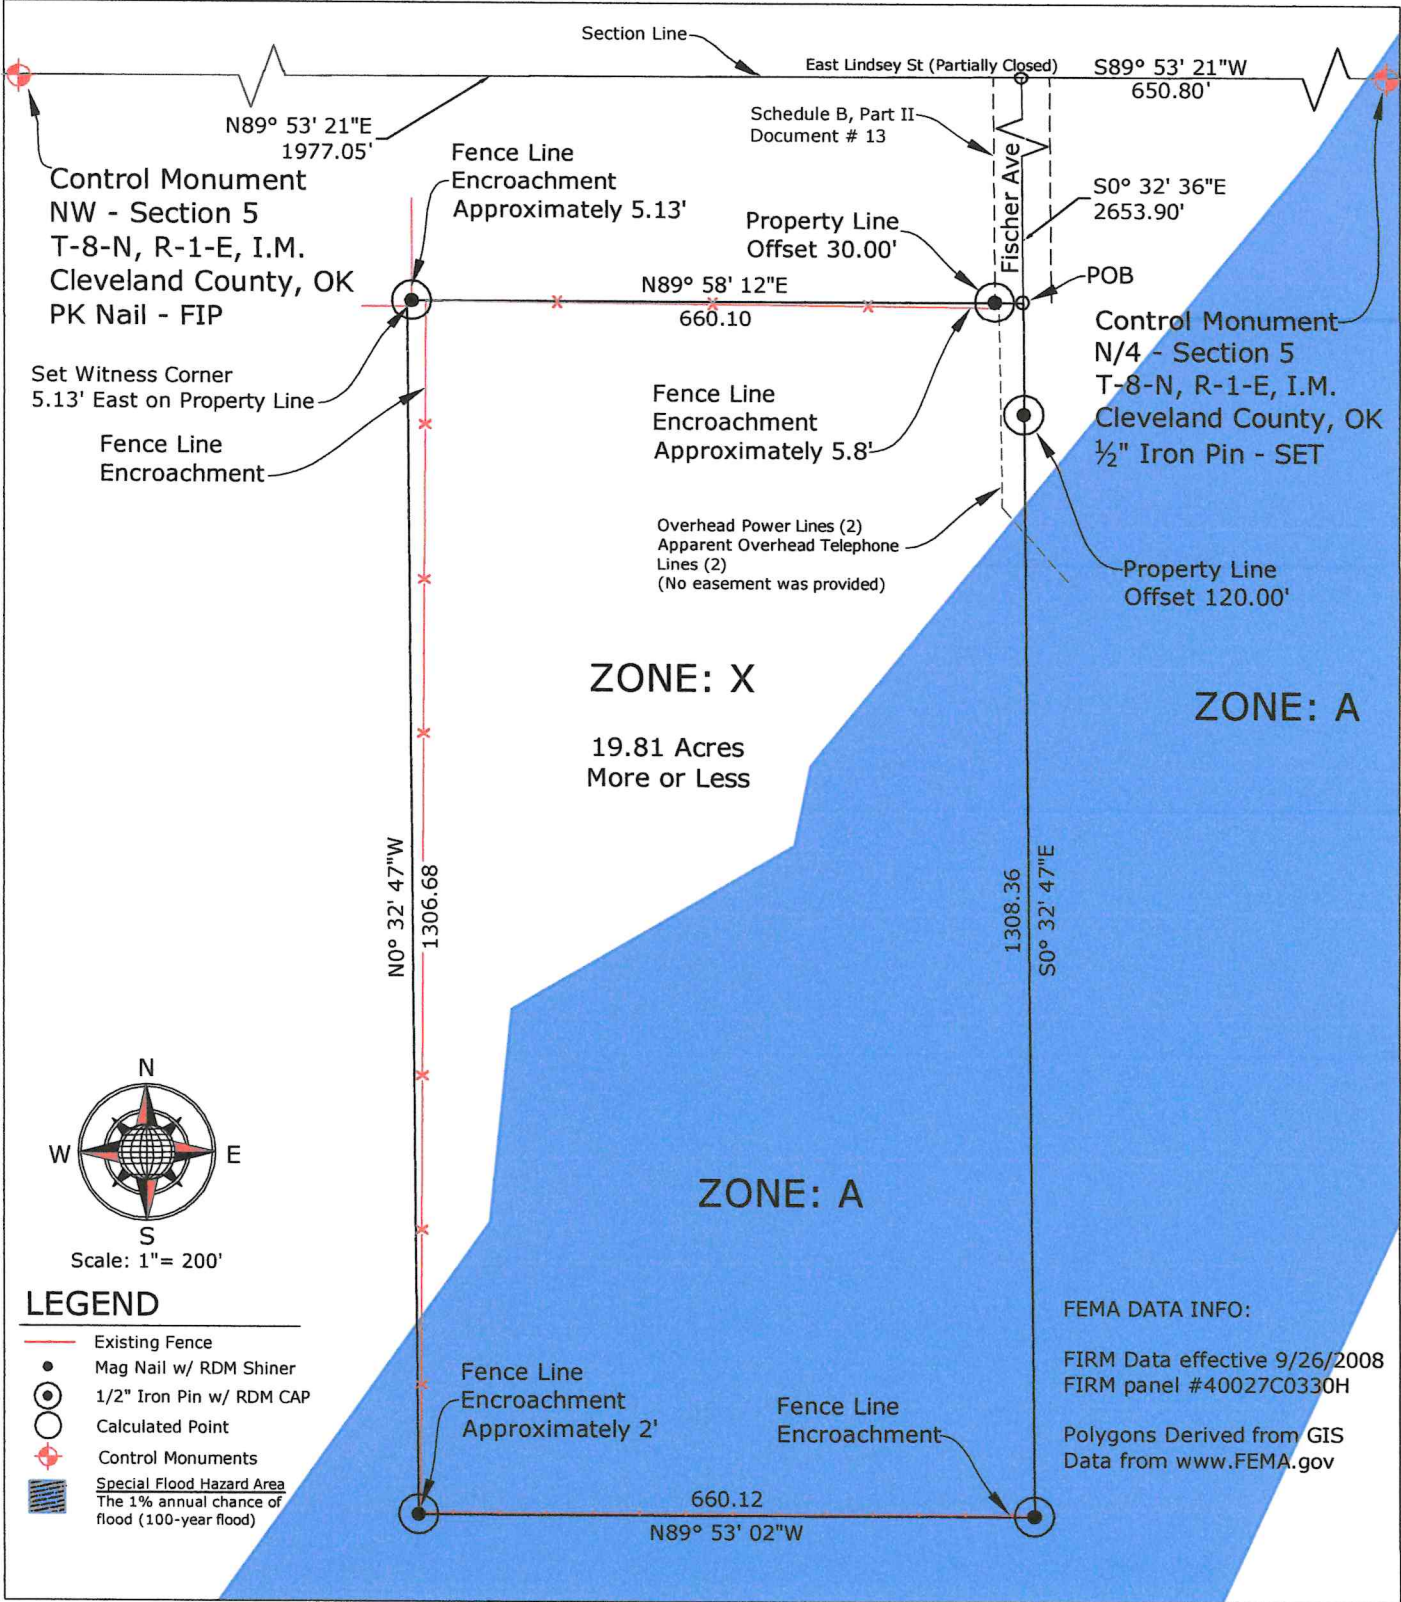 Section Line
East Lindsey St (Partially Closed)
S89° 53' 21"W
650.80'
N89° 53' 21"E
1977.05'
Schedule B, Part II
Document # 13
Control Monument
NW - Section 5
T-8-N, R-1-E, I.M.
Cleveland County, OK
PK Nail - FIP
Fence Line
Encroachment
Approximately 5.13'
Fischer Ave
S0° 32' 36"E
2653.90'
Property Line
Offset 30.00'
POB
N89° 58' 12"E
660.10
Control Monument
N/4 - Section 5
T-8-N, R-1-E, I.M.
Cleveland County, OK
½" Iron Pin - SET
Set Witness Corner
5.13' East on Property Line
Fence Line
Encroachment
Fence Line
Encroachment
Approximately 5.8'
Overhead Power Lines (2)
Apparent Overhead Telephone
Lines (2)
(No easement was provided)
Property Line
Offset 120.00'
ZONE: X
19.81 Acres
More or Less
ZONE: A
N0° 32' 47"W
1306.68
1308.36
S0° 32' 47"E
N
W
E
S
Scale: 1"= 200'
ZONE: A
LEGEND
Existing Fence
Mag Nail w/ RDM Shiner
1/2" Iron Pin w/ RDM CAP
Calculated Point
Control Monuments
Special Flood Hazard Area
The 1% annual chance of
flood (100-year flood)
Fence Line
Encroachment
Approximately 2'
Fence Line
Encroachment
660.12
N89° 53' 02"W
FEMA DATA INFO:
FIRM Data effective 9/26/2008
FIRM panel #40027C0330H
Polygons Derived from GIS
Data from www.FEMA.gov